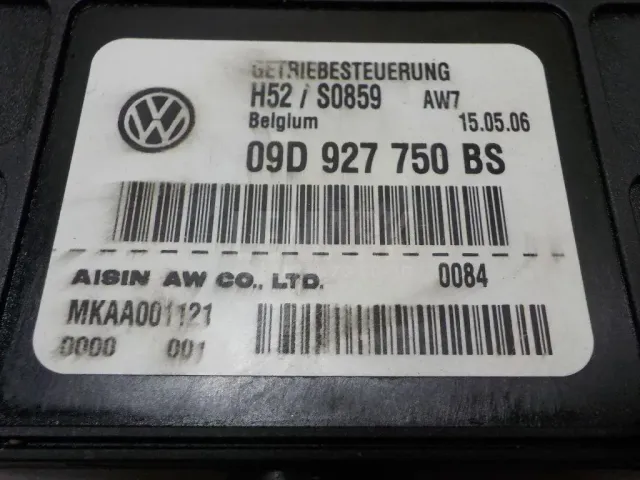 GETRIEBESTEUERUNG
H52 / S0859 AW7
Belgium 15.05.06
09D 927 750 BS
AISIN AW CO., LTD. 0084
MKAA001121
0000 001